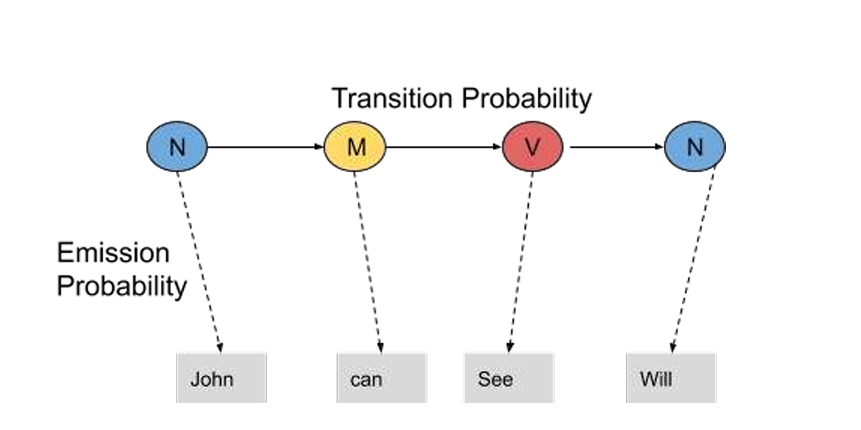 Transition Probability
N M V N
Emission
Probability
John can See Will